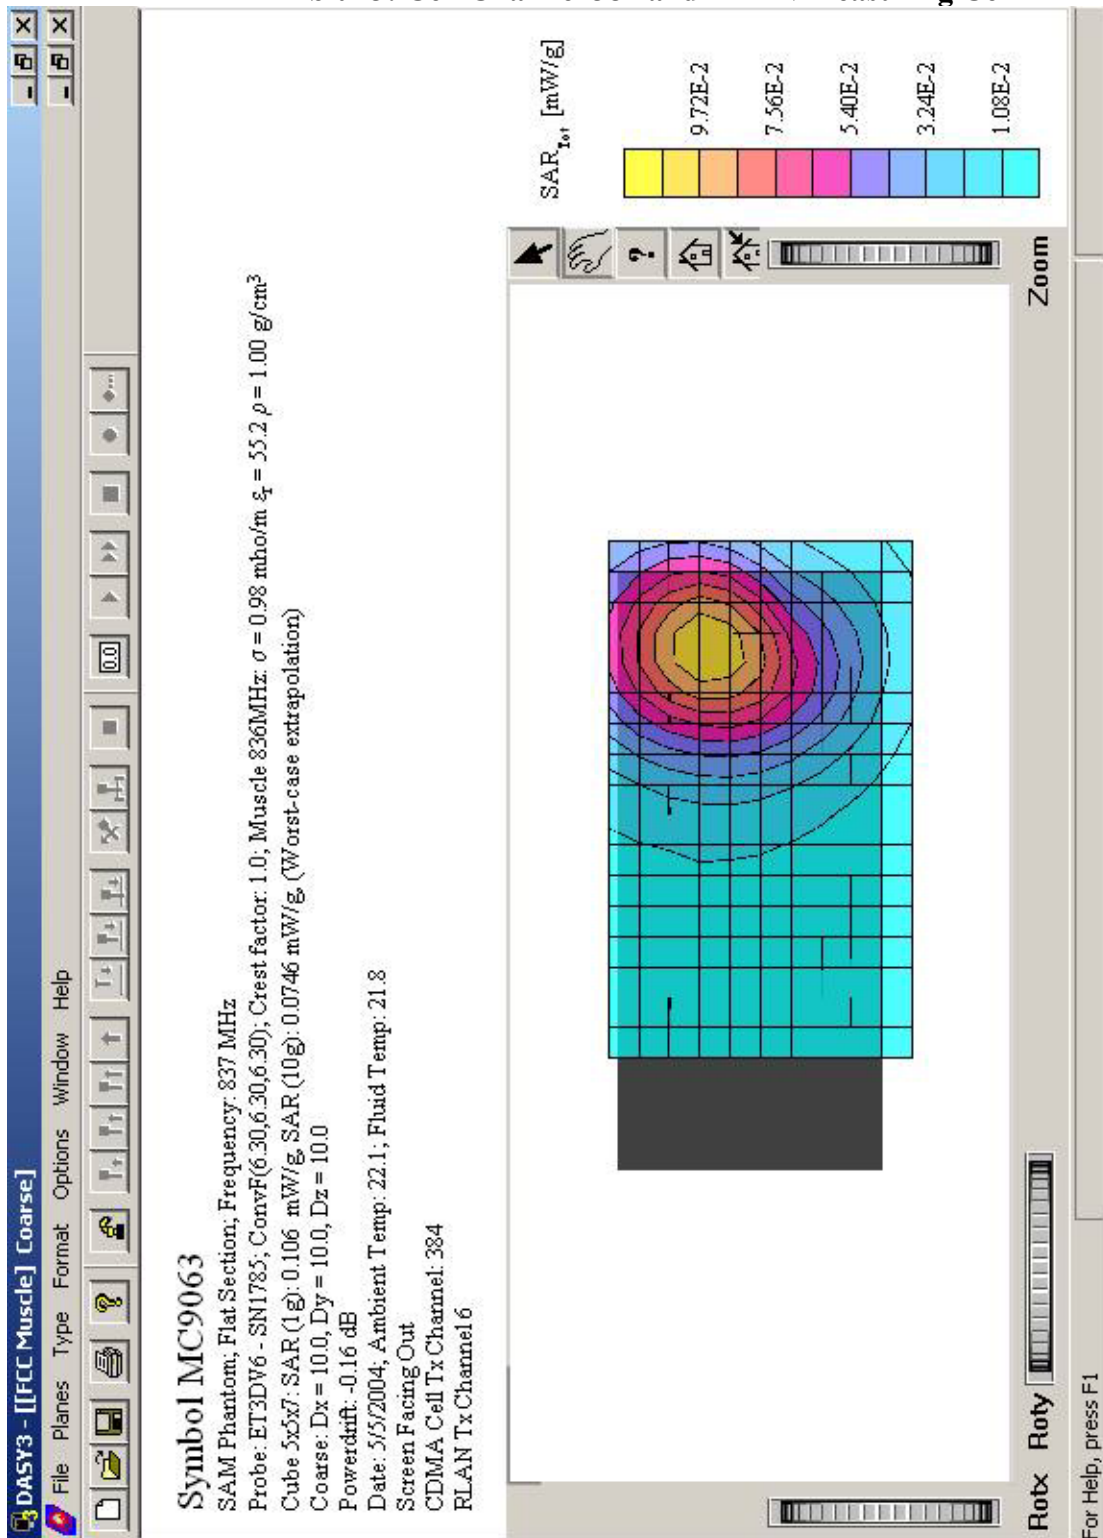 DASY3 - [[FCC Muscle] Coarse]
File Planes Type Format Options Window Help
0.0
Symbol MC9063
SAM Phantom; Flat Section; Frequency: 837 MHz
Probe: ET3DV6 - SN1785; ConvF(6.30,6.30,6.30); Crest factor: 1.0; Muscle 836MHz: σ = 0.98 mho/m εr = 55.2 ρ = 1.00 g/cm³
Cube 5x5x7: SAR (1g): 0.106 mW/g, SAR (10g): 0.0746 mW/g, (Worst-case extrapolation)
Coarse: Dx = 10.0, Dy = 10.0, Dz = 10.0
Powerdrift: -0.16 dB
Date: 5/5/2004; Ambient Temp: 22.1; Fluid Temp: 21.8
Screen Facing Out
CDMA Cell Tx Channel: 384
RLAN Tx Channel 6
SAR Tot [mW/g]
9.72E-2
7.56E-2
5.40E-2
3.24E-2
1.08E-2
Rotx Roty Zoom
For Help, press F1